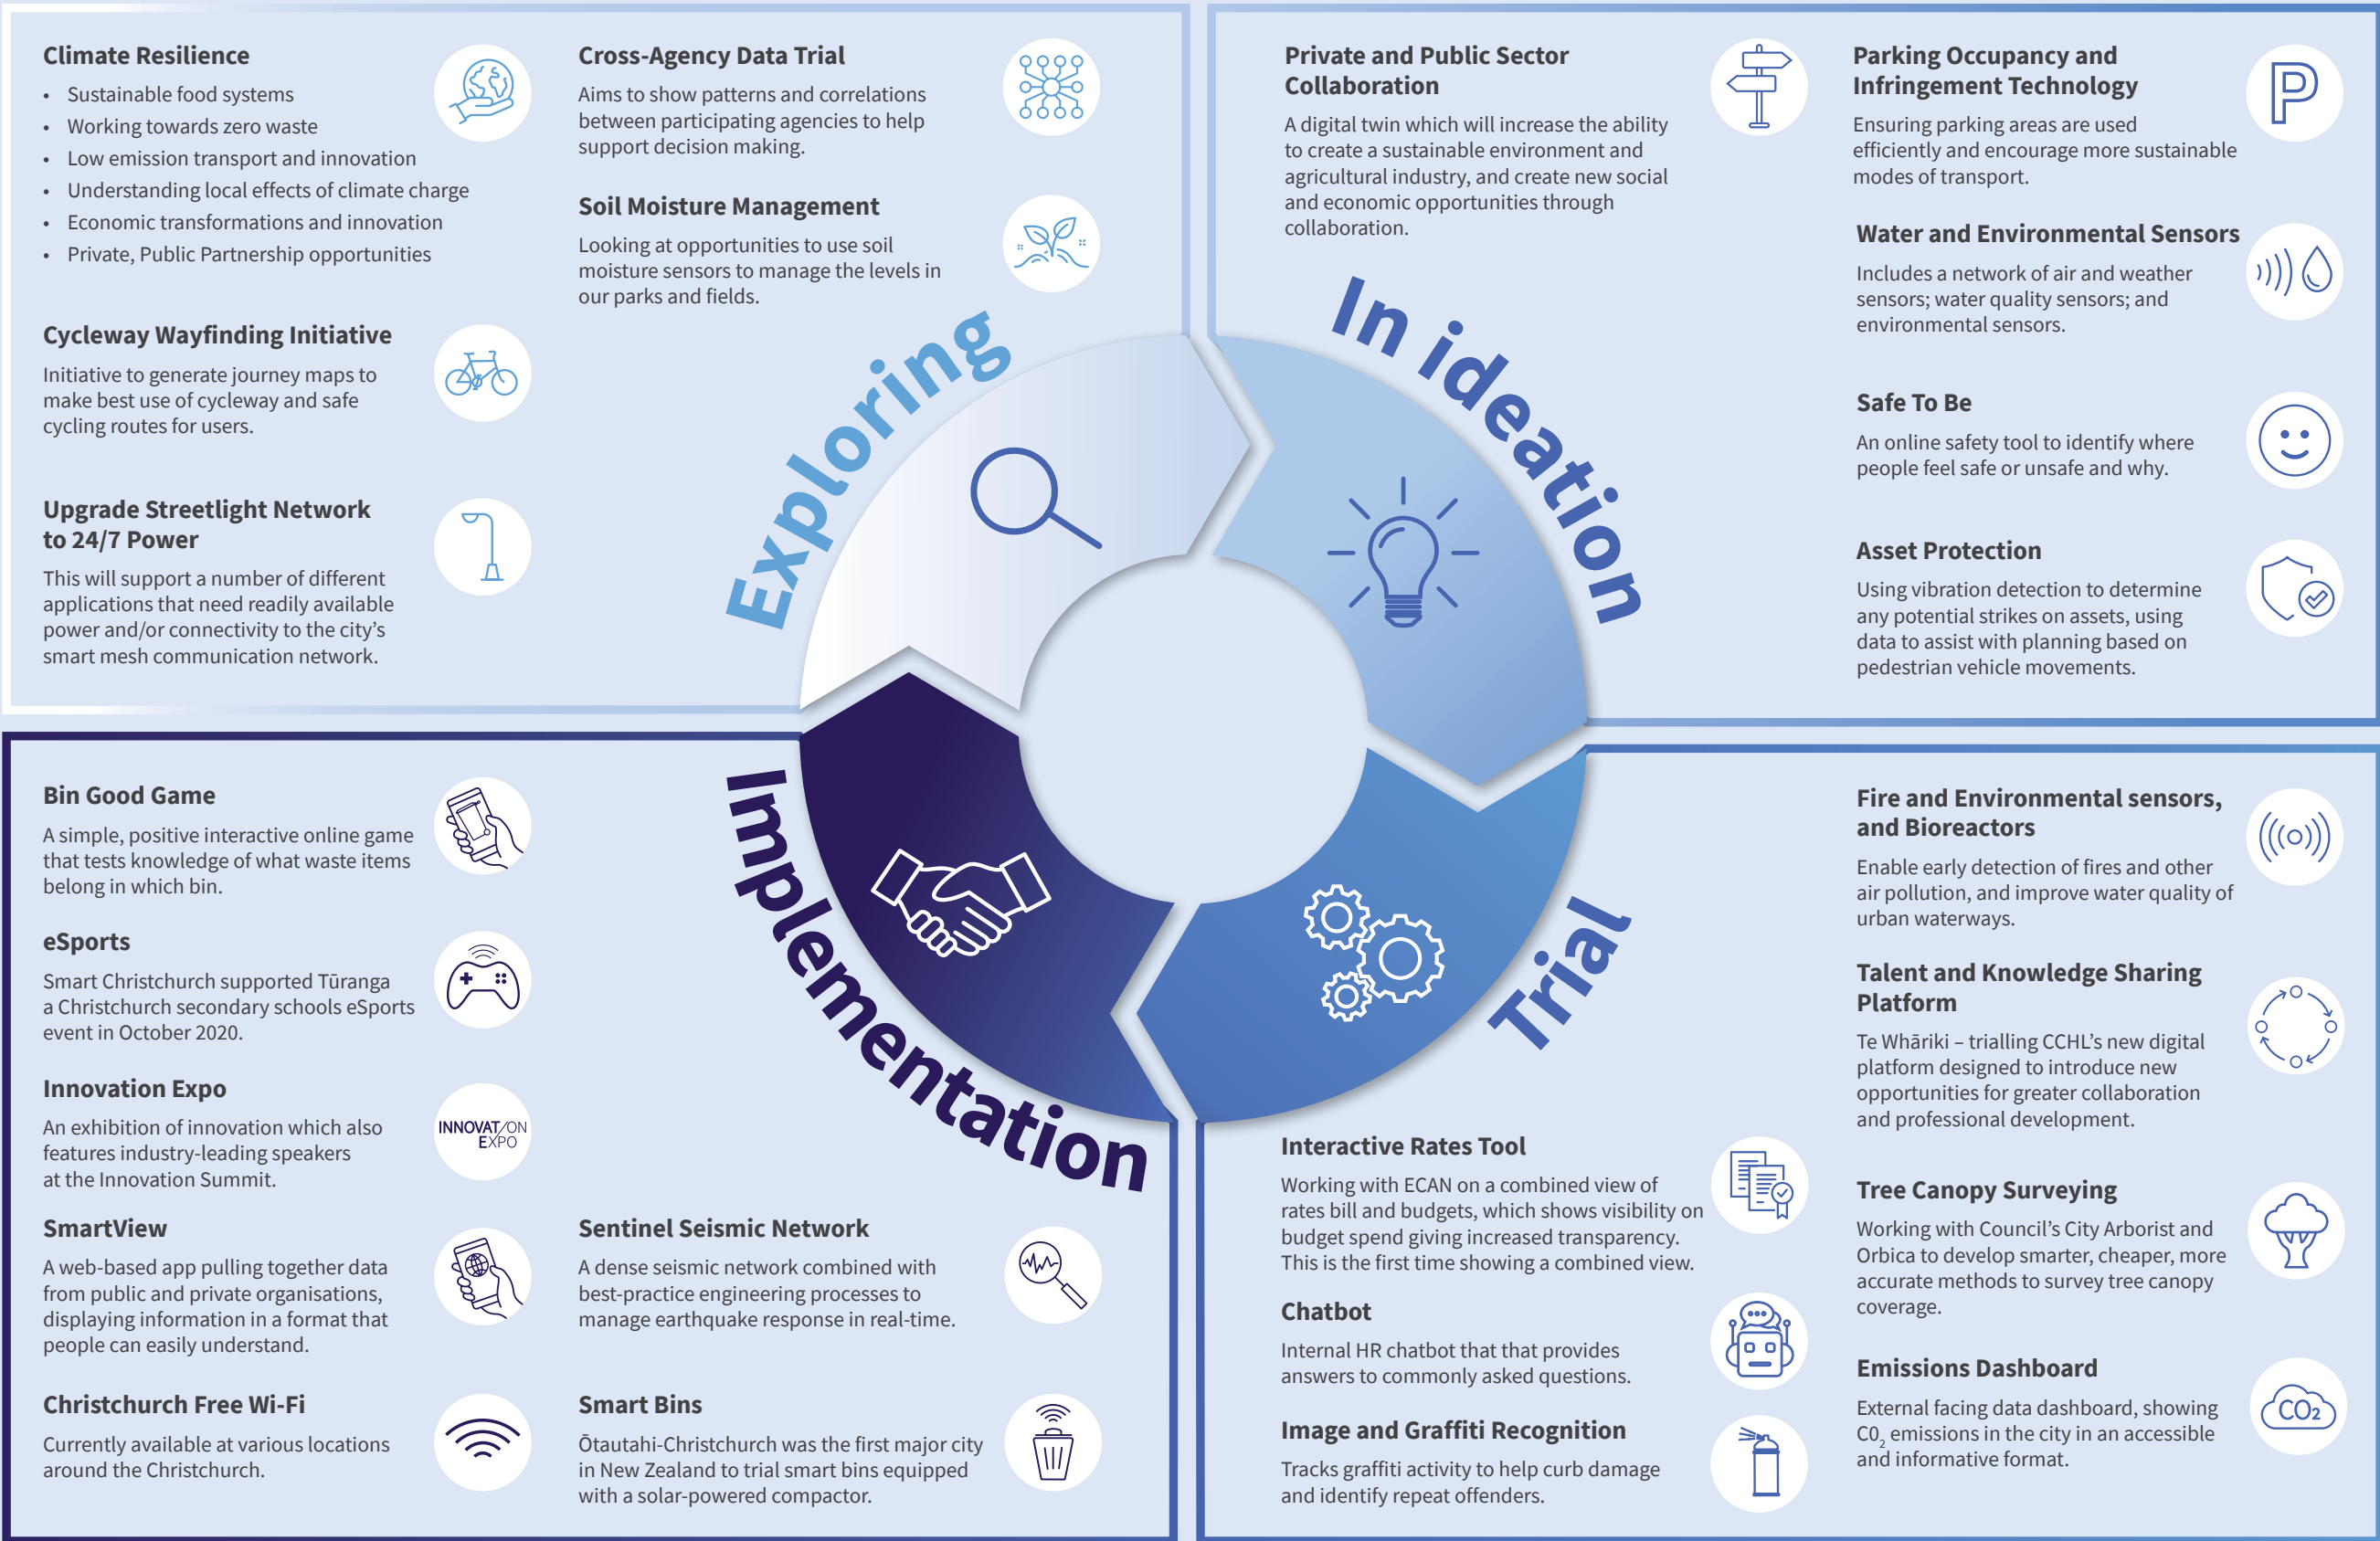 Climate Resilience
• Sustainable food systems
• Working towards zero waste
• Low emission transport and innovation
• Understanding local effects of climate charge
• Economic transformations and innovation
• Private, Public Partnership opportunities
Cycleway Wayfinding Initiative
Initiative to generate journey maps to
make best use of cycleway and safe
cycling routes for users.
Upgrade Streetlight Network
to 24/7 Power
This will support a number of different
applications that need readily available
power and/or connectivity to the city's
smart mesh communication network.
Cross-Agency Data Trial
Aims to show patterns and correlations
between participating agencies to help
support decision making.
Soil Moisture Management
Looking at opportunities to use soil
moisture sensors to manage the levels in
our parks and fields.
Exploring
In ideation
Private and Public Sector
Collaboration
A digital twin which will increase the ability
to create a sustainable environment and
agricultural industry, and create new social
and economic opportunities through
collaboration.
Parking Occupancy and
Infringement Technology
Ensuring parking areas are used
efficiently and encourage more sustainable
modes of transport.
P
Water and Environmental Sensors
Includes a network of air and weather
sensors; water quality sensors; and
environmental sensors.
Safe To Be
An online safety tool to identify where
people feel safe or unsafe and why.
Asset Protection
Using vibration detection to determine
any potential strikes on assets, using
data to assist with planning based on
pedestrian vehicle movements.
Bin Good Game
A simple, positive interactive online game
that tests knowledge of what waste items
belong in which bin.
eSports
Smart Christchurch supported Tūranga
a Christchurch secondary schools eSports
event in October 2020.
Innovation Expo
An exhibition of innovation which also
features industry-leading speakers
at the Innovation Summit.
INNOVAT/ON
EXPO
SmartView
A web-based app pulling together data
from public and private organisations,
displaying information in a format that
people can easily understand.
Christchurch Free Wi-Fi
Currently available at various locations
around the Christchurch.
Sentinel Seismic Network
A dense seismic network combined with
best-practice engineering processes to
manage earthquake response in real-time.
Smart Bins
Ōtautahi-Christchurch was the first major city
in New Zealand to trial smart bins equipped
with a solar-powered compactor.
Implementation
Trial
Interactive Rates Tool
Working with ECAN on a combined view of
rates bill and budgets, which shows visibility on
budget spend giving increased transparency.
This is the first time showing a combined view.
Chatbot
Internal HR chatbot that that provides
answers to commonly asked questions.
Image and Graffiti Recognition
Tracks graffiti activity to help curb damage
and identify repeat offenders.
Fire and Environmental sensors,
and Bioreactors
Enable early detection of fires and other
air pollution, and improve water quality of
urban waterways.
Talent and Knowledge Sharing
Platform
Te Whāriki – trialling CCHL's new digital
platform designed to introduce new
opportunities for greater collaboration
and professional development.
Tree Canopy Surveying
Working with Council's City Arborist and
Orbica to develop smarter, cheaper, more
accurate methods to survey tree canopy
coverage.
Emissions Dashboard
External facing data dashboard, showing
C0₂ emissions in the city in an accessible
and informative format.
CO₂